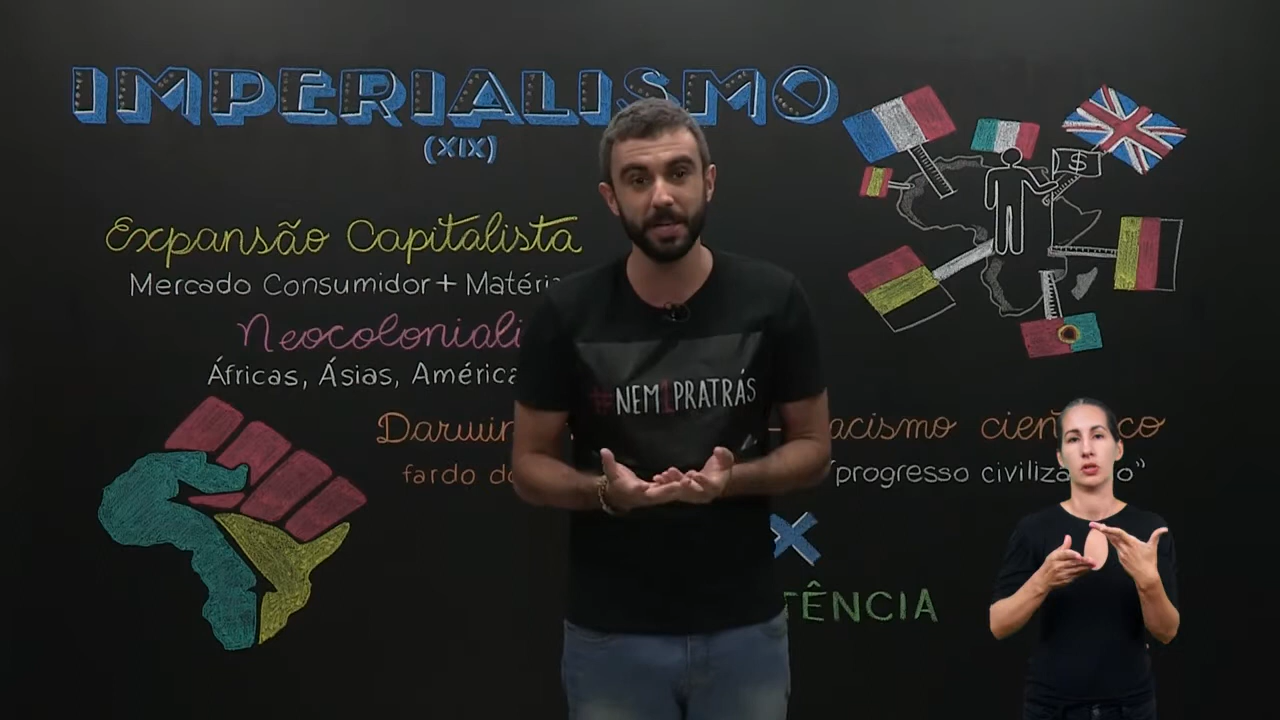 IMPERIALISMO
(XIX)
$
Expansão Capitalista
Mercado Consumidor + Matéri
Neocoloniali
Áfricas, Ásias, América
#NEM1PRATRÁS
Darwin acismo cien co
fardo d "progresso civiliza o"
X
TÊNCIA